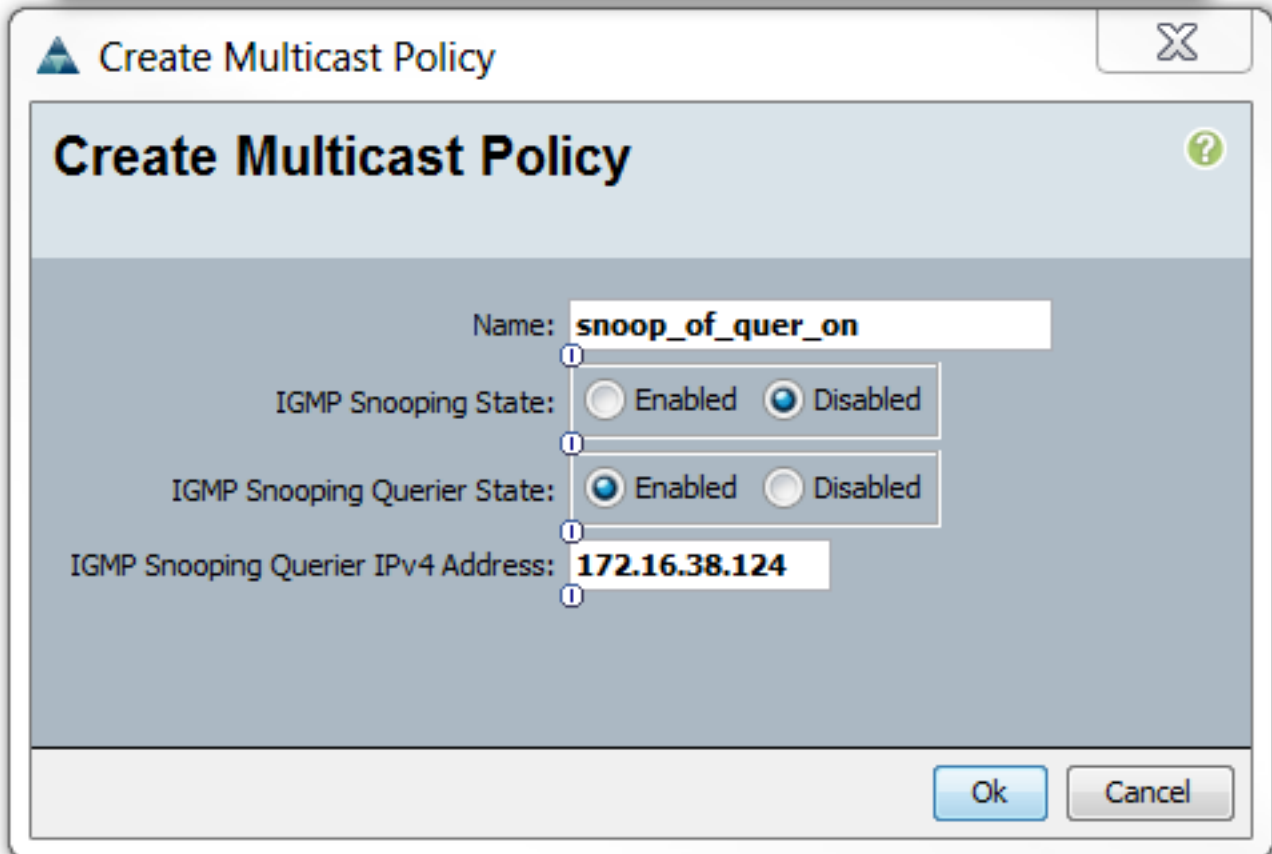 Create Multicast Policy
Create Multicast Policy
?
Name: snoop_of_quer_on
IGMP Snooping State: Enabled Disabled
IGMP Snooping Querier State: Enabled Disabled
IGMP Snooping Querier IPv4 Address: 172.16.38.124
Ok Cancel